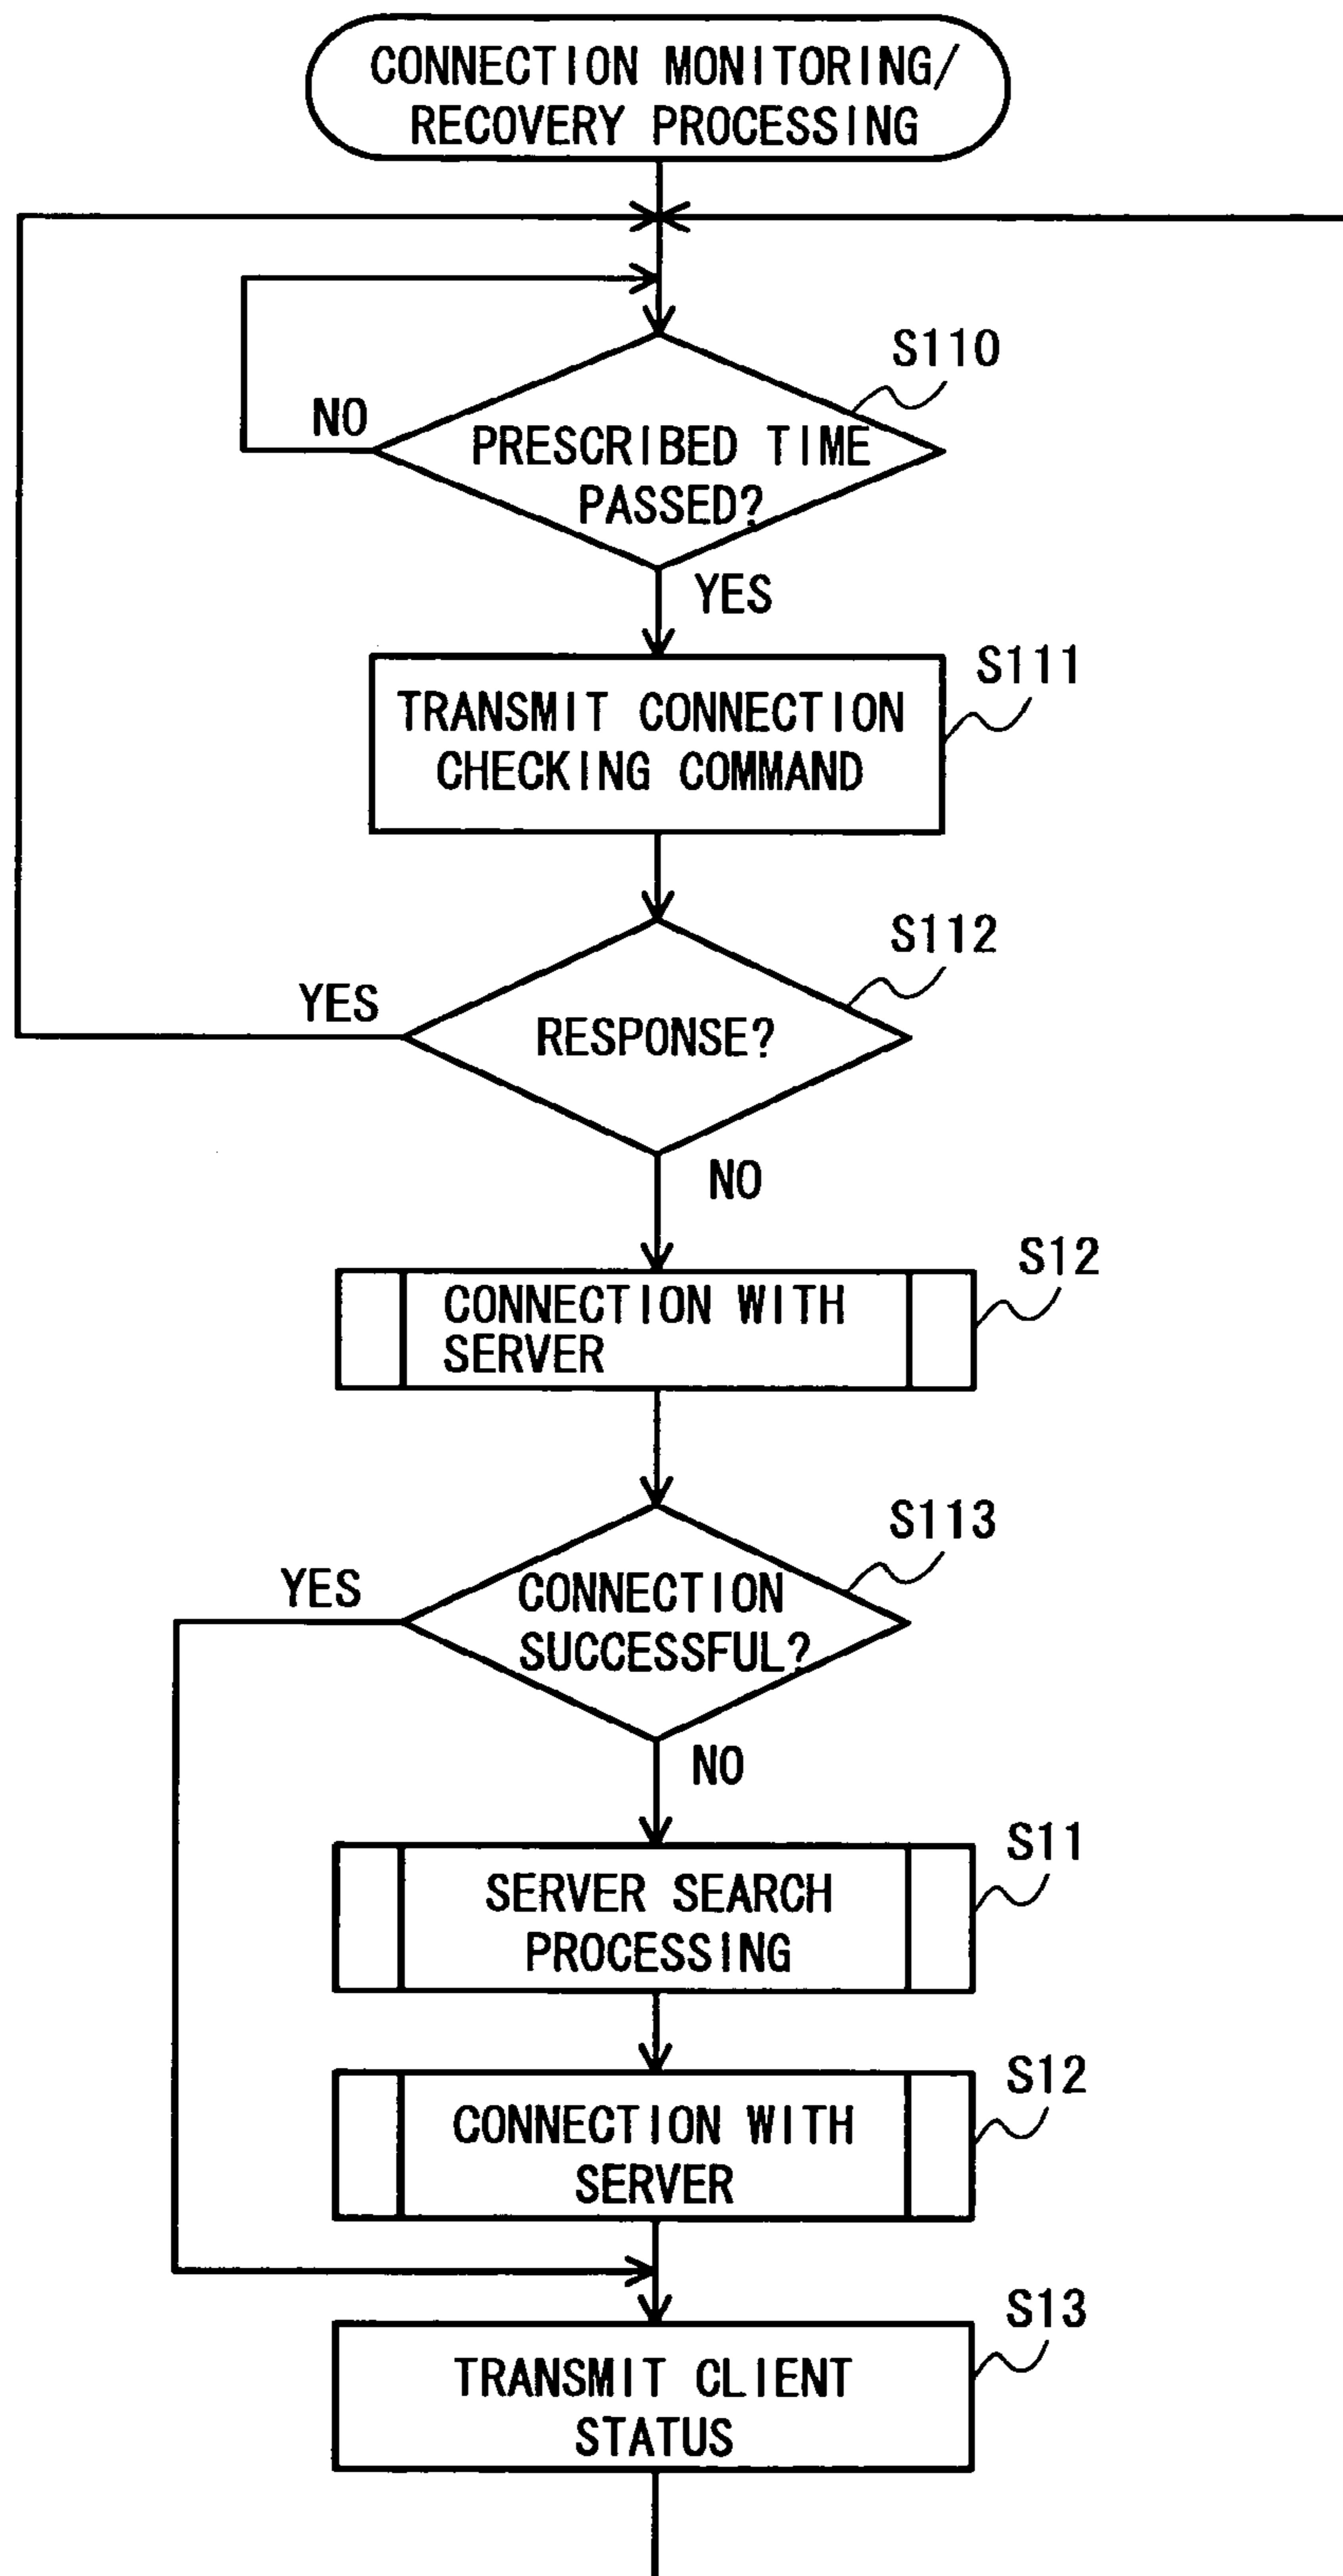 CONNECTION MONITORING/
RECOVERY PROCESSING
S110
NO
PRESCRIBED TIME
PASSED?
YES
S111
TRANSMIT CONNECTION
CHECKING COMMAND
S112
YES
RESPONSE?
NO
S12
CONNECTION WITH
SERVER
S113
YES
CONNECTION
SUCCESSFUL?
NO
S11
SERVER SEARCH
PROCESSING
S12
CONNECTION WITH
SERVER
S13
TRANSMIT CLIENT
STATUS